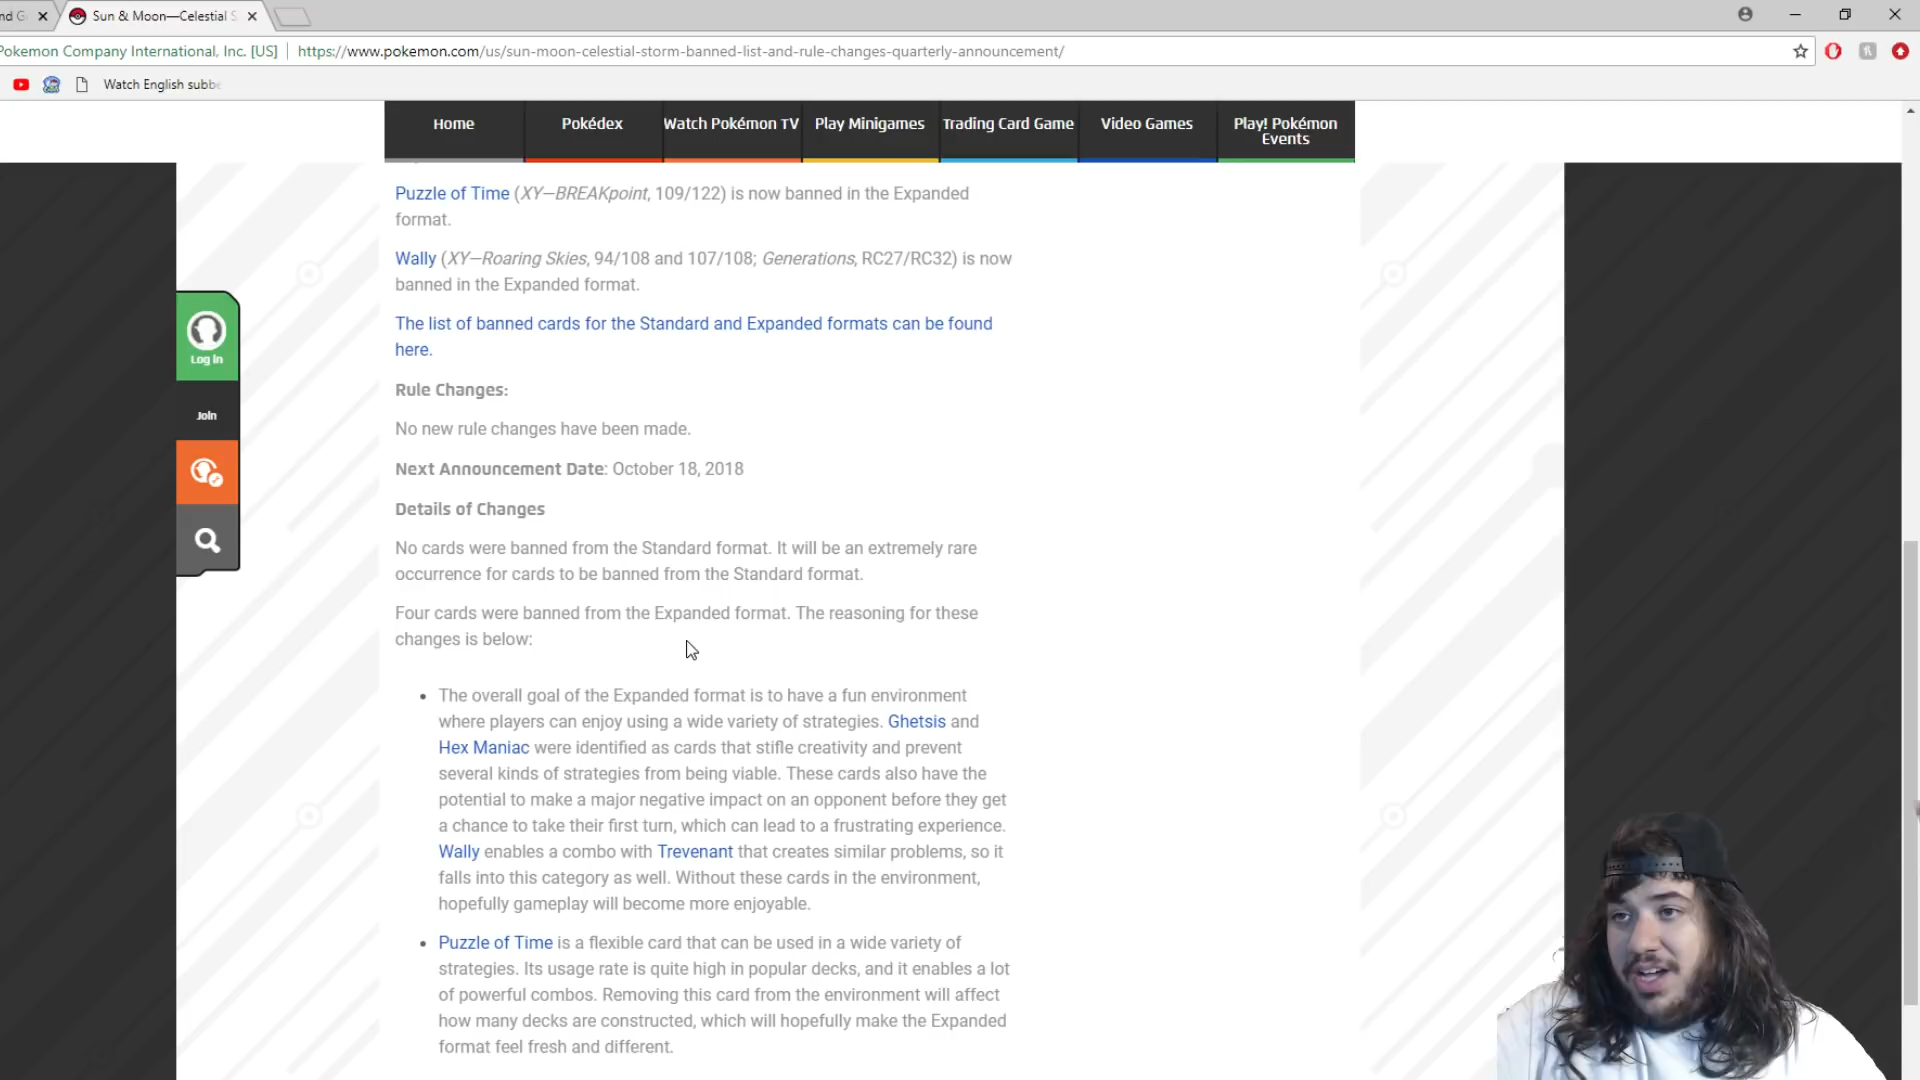 nd G
Sun & Moon—Celestial S
Pokemon Company International, Inc. [US]
https://www.pokemon.com/us/sun-moon-celestial-storm-banned-list-and-rule-changes-quarterly-announcement/
Watch English subbe
Home
Pokédex
Watch Pokémon TV
Play Minigames
Trading Card Game
Video Games
Play! Pokémon
Events
Log in
Join
Puzzle of Time (XY—BREAKpoint, 109/122) is now banned in the Expanded
format.
Wally (XY—Roaring Skies, 94/108 and 107/108; Generations, RC27/RC32) is now
banned in the Expanded format.
The list of banned cards for the Standard and Expanded formats can be found
here.
Rule Changes:
No new rule changes have been made.
Next Announcement Date: October 18, 2018
Details of Changes
No cards were banned from the Standard format. It will be an extremely rare
occurrence for cards to be banned from the Standard format.
Four cards were banned from the Expanded format. The reasoning for these
changes is below:
• The overall goal of the Expanded format is to have a fun environment
where players can enjoy using a wide variety of strategies. Ghetsis and
Hex Maniac were identified as cards that stifle creativity and prevent
several kinds of strategies from being viable. These cards also have the
potential to make a major negative impact on an opponent before they get
a chance to take their first turn, which can lead to a frustrating experience.
Wally enables a combo with Trevenant that creates similar problems, so it
falls into this category as well. Without these cards in the environment,
hopefully gameplay will become more enjoyable.
• Puzzle of Time is a flexible card that can be used in a wide variety of
strategies. Its usage rate is quite high in popular decks, and it enables a lot
of powerful combos. Removing this card from the environment will affect
how many decks are constructed, which will hopefully make the Expanded
format feel fresh and different.